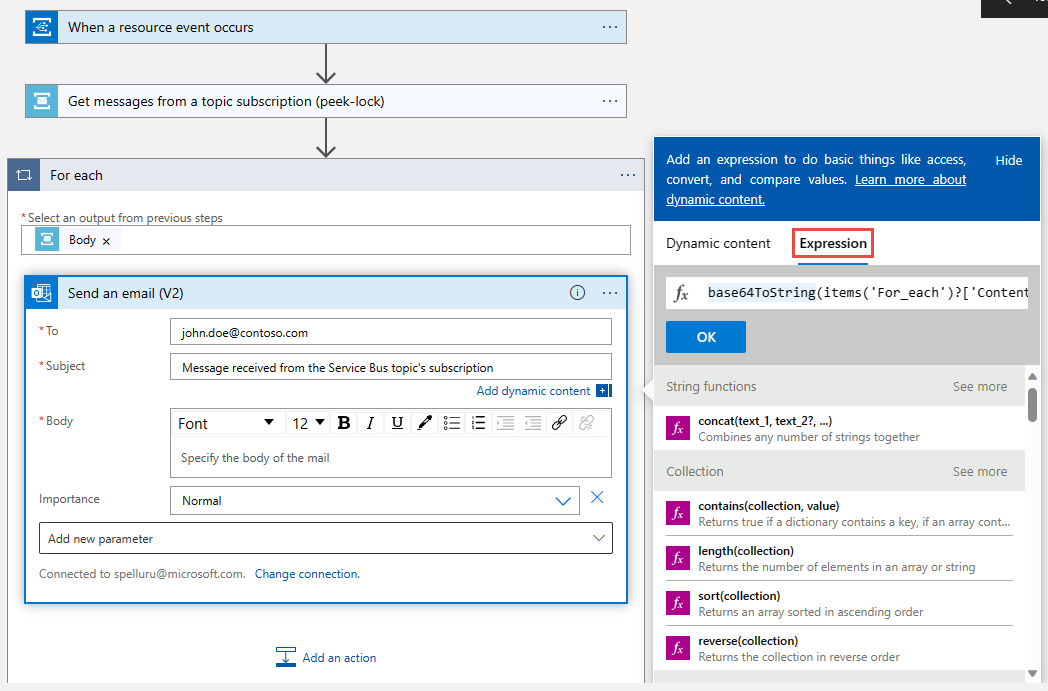 When a resource event occurs
Get messages from a topic subscription (peek-lock)
For each
* Select an output from previous steps
Body ×
Send an email (V2)
* To
john.doe@contoso.com
* Subject
Message received from the Service Bus topic's subscription
Add dynamic content
* Body
Font 12 B I U
Specify the body of the mail
Importance
Normal
Add new parameter
Connected to spelluru@microsoft.com. Change connection.
Add an action
Add an expression to do basic things like access, Hide
convert, and compare values. Learn more about
dynamic content.
Dynamic content Expression
fx base64ToString(items('For_each')?['Content
OK
String functions See more
fx concat(text_1, text_2?, ...)
Combines any number of strings together
Collection See more
fx contains(collection, value)
Returns true if a dictionary contains a key, if an array cont...
fx length(collection)
Returns the number of elements in an array or string
fx sort(collection)
Returns an array sorted in ascending order
fx reverse(collection)
Returns the collection in reverse order